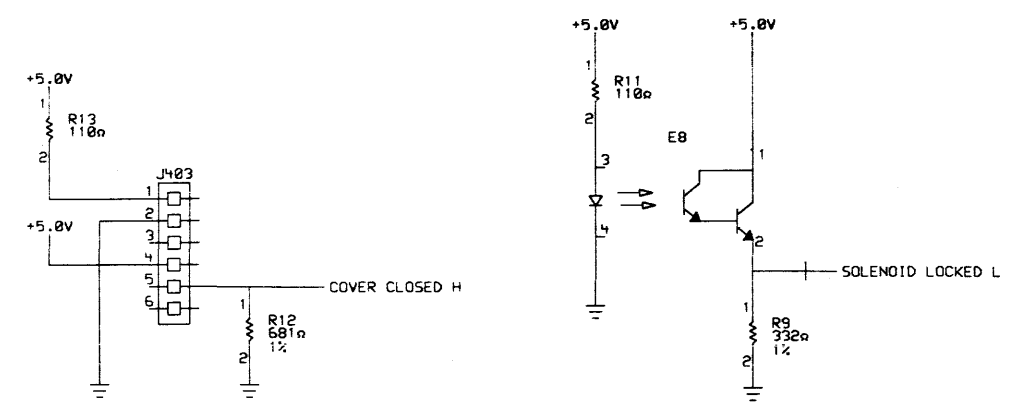 +5.0V
1
R13
110Ω
2
J403
1
2
+5.0V
3
4
5
COVER CLOSED H
6
1
R12
681Ω
1%
2
+5.0V
+5.0V
1
R11
110Ω
2
E8
3
1
4
2
SOLENOID LOCKED L
1
R9
332Ω
1%
2